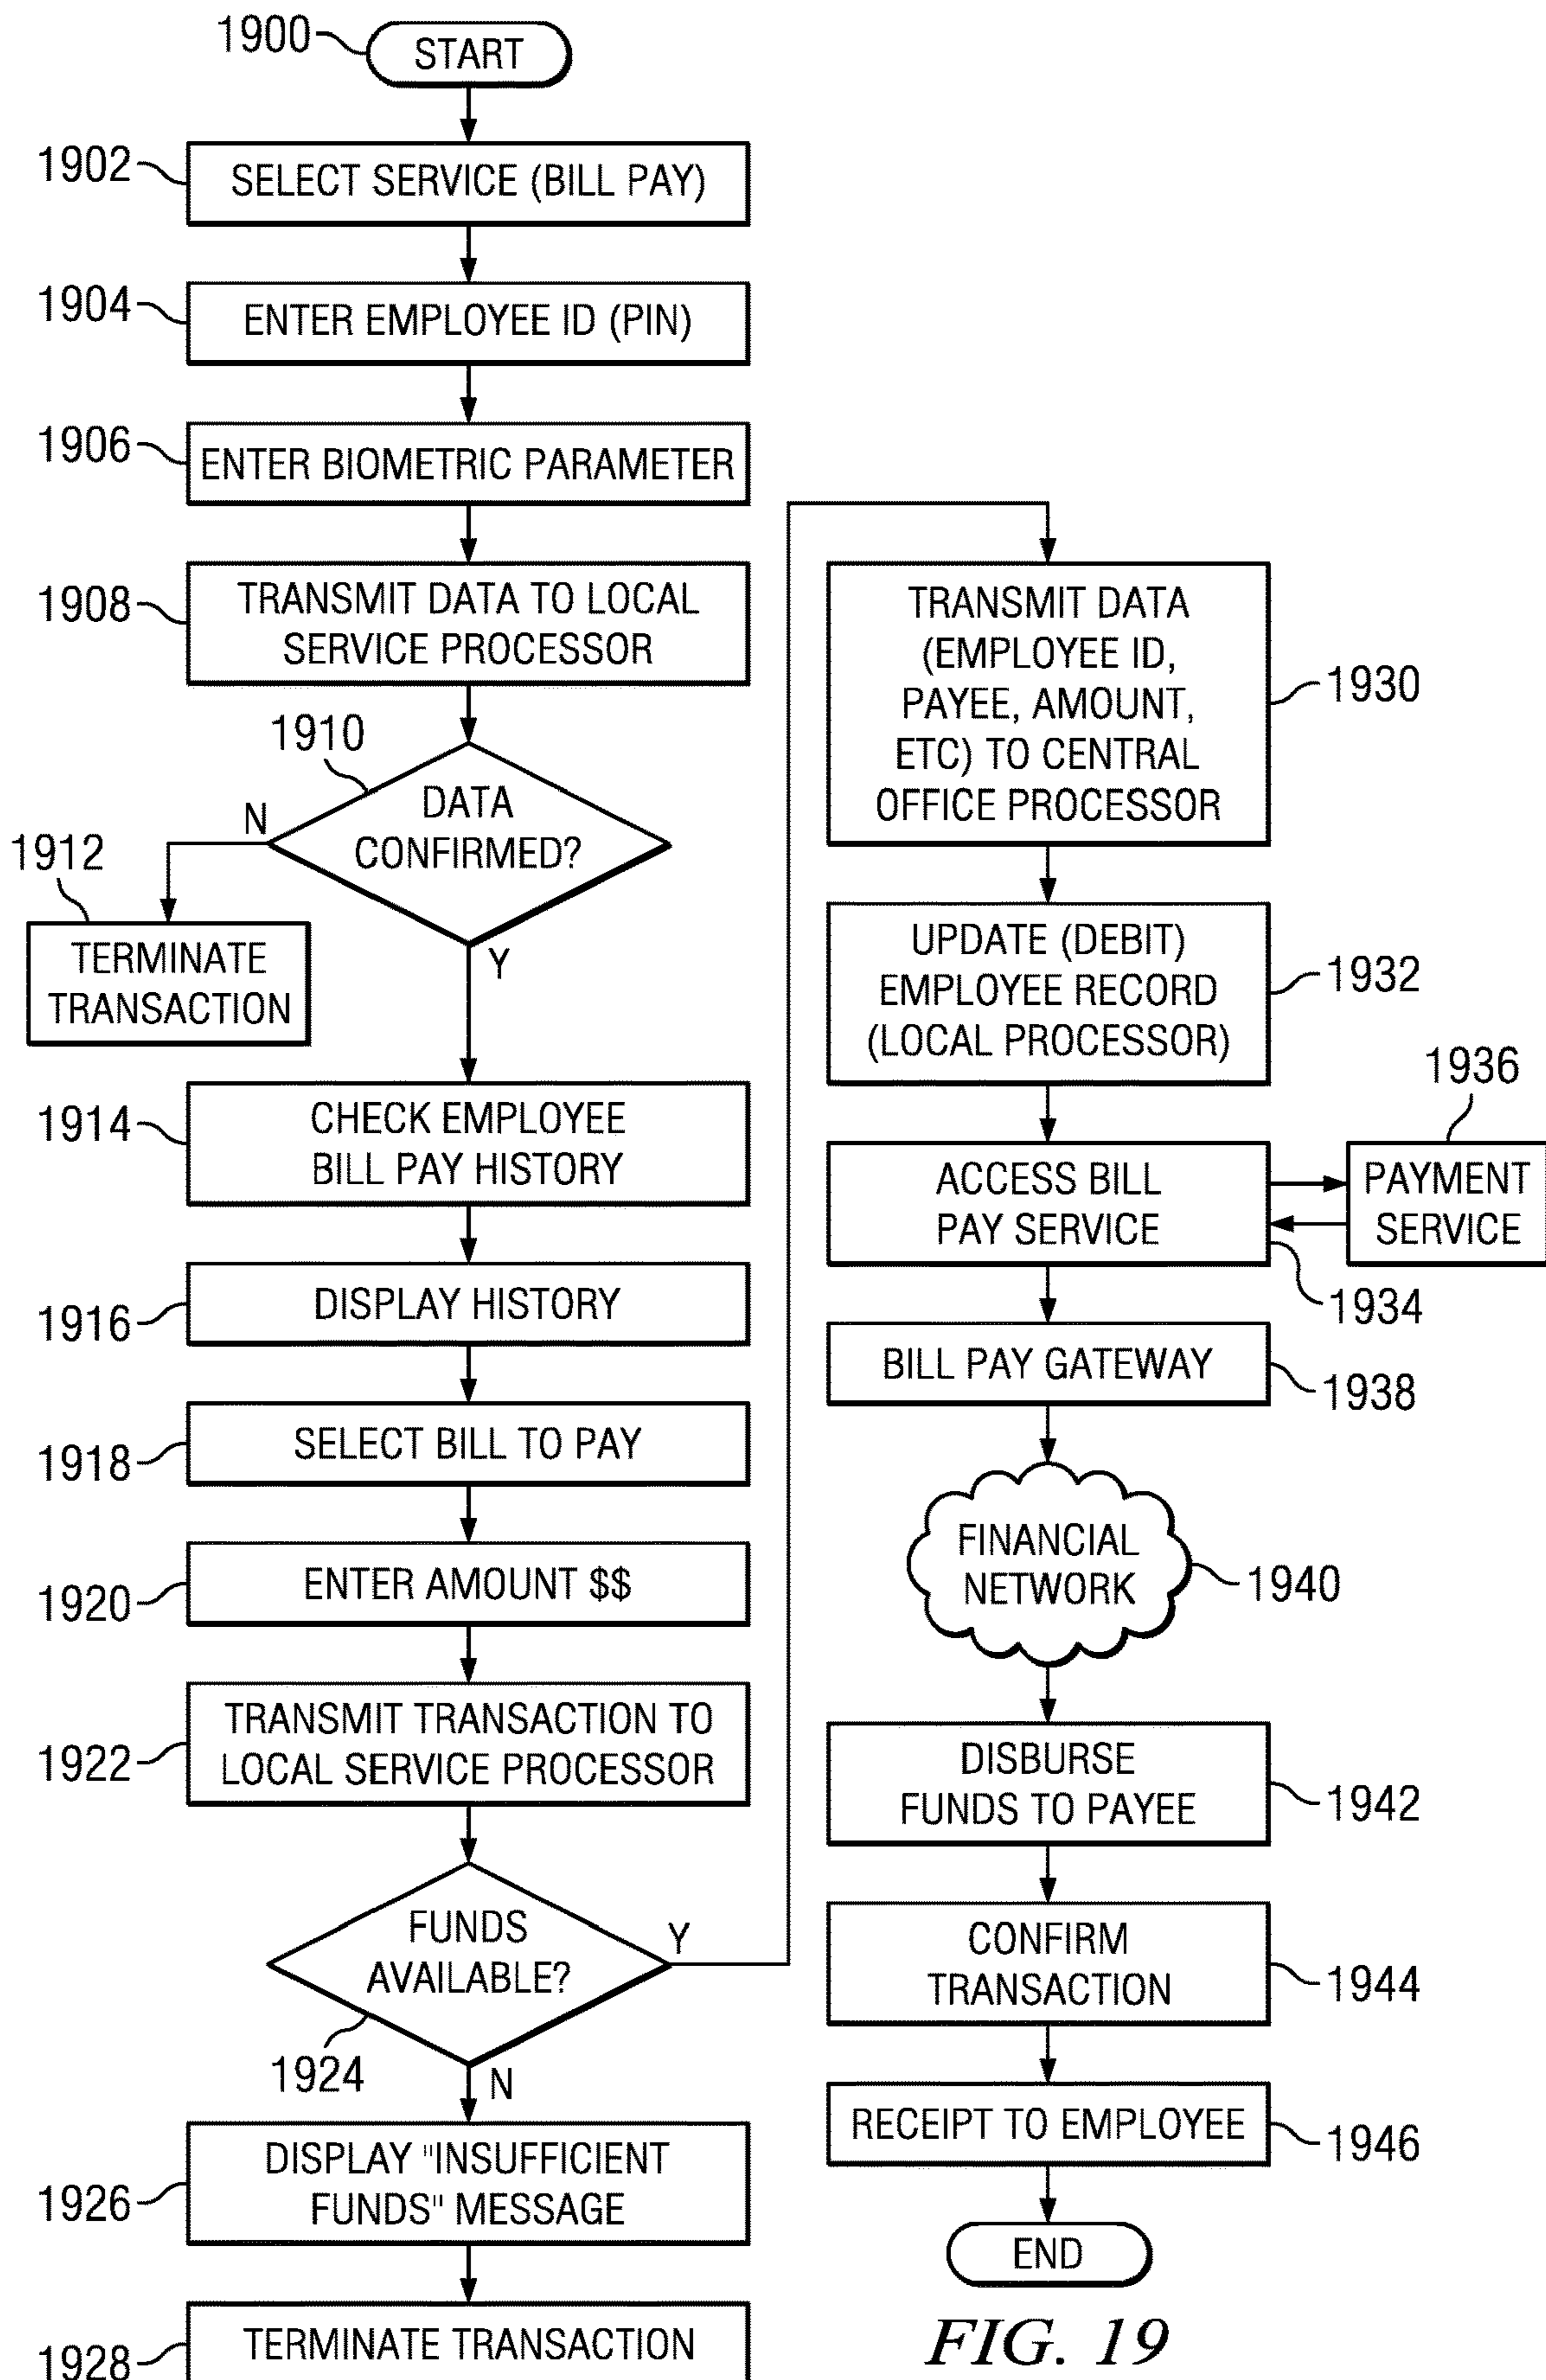 1900
START
1902
SELECT SERVICE (BILL PAY)
1904
ENTER EMPLOYEE ID (PIN)
1906
ENTER BIOMETRIC PARAMETER
1908
TRANSMIT DATA TO LOCAL
SERVICE PROCESSOR
1910
DATA
CONFIRMED?
N
Y
1912
TERMINATE
TRANSACTION
1914
CHECK EMPLOYEE
BILL PAY HISTORY
1916
DISPLAY HISTORY
1918
SELECT BILL TO PAY
1920
ENTER AMOUNT $$
1922
TRANSMIT TRANSACTION TO
LOCAL SERVICE PROCESSOR
FUNDS
AVAILABLE?
Y
1924
N
1926
DISPLAY "INSUFFICIENT
FUNDS" MESSAGE
1928
TERMINATE TRANSACTION
TRANSMIT DATA
(EMPLOYEE ID,
PAYEE, AMOUNT,
ETC) TO CENTRAL
OFFICE PROCESSOR
1930
UPDATE (DEBIT)
EMPLOYEE RECORD
(LOCAL PROCESSOR)
1932
ACCESS BILL
PAY SERVICE
1934
1936
PAYMENT
SERVICE
BILL PAY GATEWAY
1938
FINANCIAL
NETWORK
1940
DISBURSE
FUNDS TO PAYEE
1942
CONFIRM
TRANSACTION
1944
RECEIPT TO EMPLOYEE
1946
END
FIG. 19